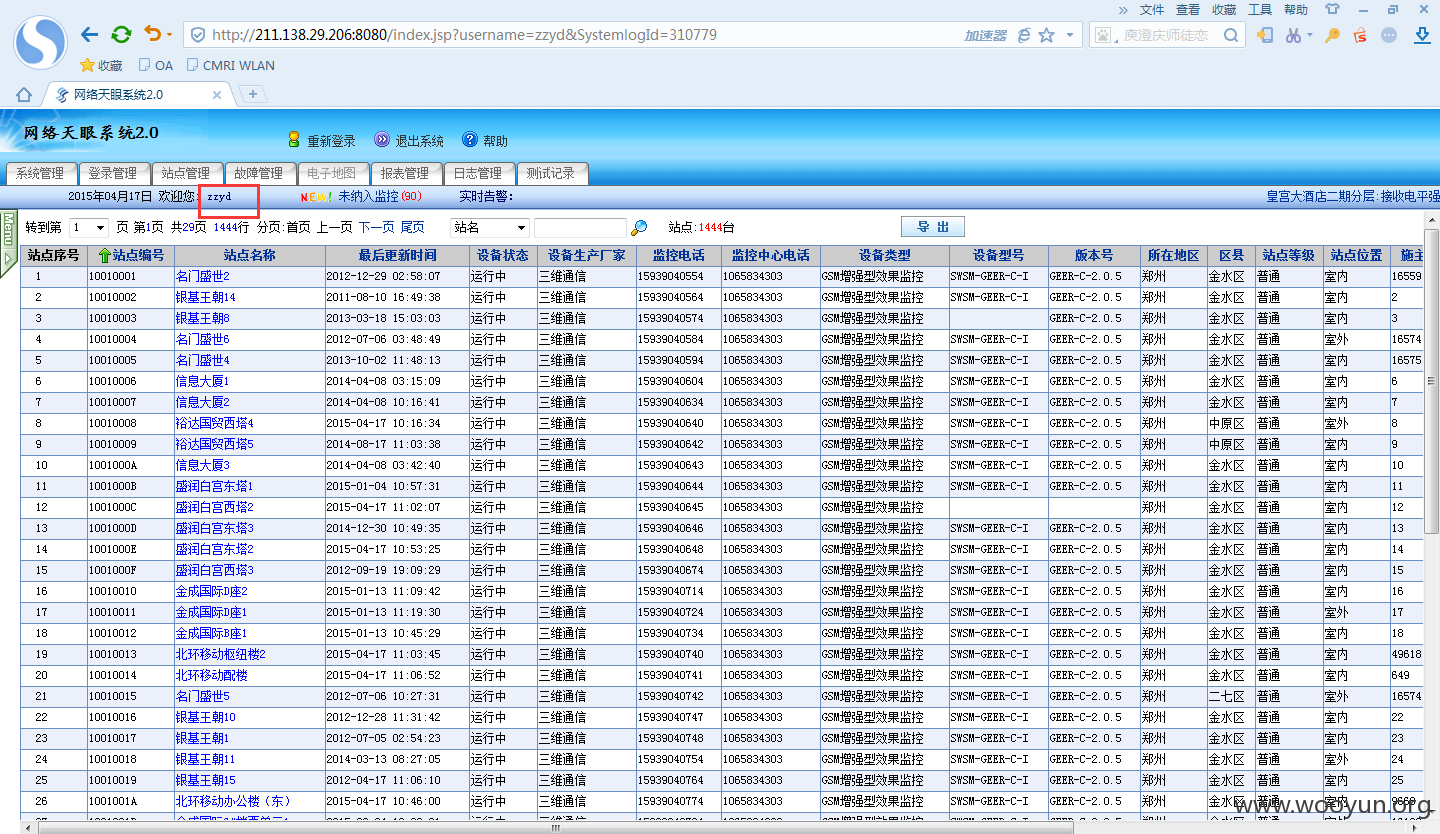 » 文件 查看 收藏 工具 帮助
http://211.138.29.206:8080/index.jsp?username=zzyd&SystemlogId=310779 加速器 庾澄庆师徒恋
收藏 OA CMRI WLAN
网络天眼系统2.0
网络天眼系统2.0 重新登录 退出系统 帮助
系统管理 登录管理 站点管理 故障管理 电子地图 报表管理 日志管理 测试记录
2015年04月17日 欢迎您: zzyd NEW! 未纳入监控(90) 实时告警: 皇宫大酒店二期分层:接收电平强
Menu
转到第 1 页 第1页 共29页 1444行 分页:首页 上一页 下一页 尾页 站名 站点:1444台 导 出
站点序号 站点编号 站点名称 最后更新时间 设备状态 设备生产厂家 监控电话 监控中心电话 设备类型 设备型号 版本号 所在地区 区县 站点等级 站点位置 施主
1 10010001 名门盛世2 2012-12-29 02:58:07 运行中 三维通信 15939040554 1065834303 GSM增强型效果监控 SWSM-GEER-C-I GEER-C-2.0.5 郑州 金水区 普通 室内 16559
2 10010002 银基王朝14 2011-08-10 16:49:38 运行中 三维通信 15939040564 1065834303 GSM增强型效果监控 SWSM-GEER-C-I GEER-C-2.0.5 郑州 金水区 普通 室内 2
3 10010003 银基王朝8 2013-03-18 15:03:03 运行中 三维通信 15939040574 1065834303 GSM增强型效果监控 GEER-C-2.0.5 郑州 金水区 普通 室内 3
4 10010004 名门盛世6 2012-07-06 03:48:49 运行中 三维通信 15939040584 1065834303 GSM增强型效果监控 SWSM-GEER-C-I GEER-C-2.0.5 郑州 金水区 普通 室外 16574
5 10010005 名门盛世4 2013-10-02 11:48:13 运行中 三维通信 15939040594 1065834303 GSM增强型效果监控 SWSM-GEER-C-I GEER-C-2.0.5 郑州 金水区 普通 室内 16575
6 10010006 信息大厦1 2014-04-08 03:15:09 运行中 三维通信 15939040604 1065834303 GSM增强型效果监控 SWSM-GEER-C-I GEER-C-2.0.5 郑州 金水区 普通 室内 6
7 10010007 信息大厦2 2014-04-08 10:16:41 运行中 三维通信 15939040634 1065834303 GSM增强型效果监控 SWSM-GEER-C-I GEER-C-2.0.5 郑州 金水区 普通 室内 7
8 10010008 裕达国贸西塔4 2015-04-17 10:16:34 运行中 三维通信 15939040640 1065834303 GSM增强型效果监控 SWSM-GEER-C-I GEER-C-2.0.5 郑州 中原区 普通 室外 8
9 10010009 裕达国贸西塔5 2014-08-17 11:03:38 运行中 三维通信 15939040642 1065834303 GSM增强型效果监控 SWSM-GEER-C-I GEER-C-2.0.5 郑州 中原区 普通 室内 9
10 1001000A 信息大厦3 2014-04-08 03:42:40 运行中 三维通信 15939040643 1065834303 GSM增强型效果监控 SWSM-GEER-C-I GEER-C-2.0.5 郑州 金水区 普通 室内 10
11 1001000B 盛润白宫东塔1 2015-01-04 10:57:31 运行中 三维通信 15939040644 1065834303 GSM增强型效果监控 SWSM-GEER-C-I GEER-C-2.0.5 郑州 金水区 普通 室内 11
12 1001000C 盛润白宫西塔2 2015-04-17 11:02:07 运行中 三维通信 15939040645 1065834303 GSM增强型效果监控 郑州 金水区 普通 室内 12
13 1001000D 盛润白宫东塔3 2014-12-30 10:49:35 运行中 三维通信 15939040646 1065834303 GSM增强型效果监控 SWSM-GEER-C-I GEER-C-2.0.5 郑州 金水区 普通 室内 13
14 1001000E 盛润白宫东塔2 2015-04-17 10:53:25 运行中 三维通信 15939040648 1065834303 GSM增强型效果监控 SWSM-GEER-C-I GEER-C-2.0.5 郑州 金水区 普通 室内 14
15 1001000F 盛润白宫西塔3 2012-09-19 19:09:29 运行中 三维通信 15939040674 1065834303 GSM增强型效果监控 SWSM-GEER-C-I GEER-C-2.0.5 郑州 金水区 普通 室内 15
16 10010010 金成国际D座2 2015-01-13 11:09:42 运行中 三维通信 15939040714 1065834303 GSM增强型效果监控 SWSM-GEER-C-I GEER-C-2.0.5 郑州 金水区 普通 室内 16
17 10010011 金成国际D座1 2015-01-13 11:19:30 运行中 三维通信 15939040724 1065834303 GSM增强型效果监控 SWSM-GEER-C-I GEER-C-2.0.5 郑州 金水区 普通 室外 17
18 10010012 金成国际B座1 2015-01-13 10:45:29 运行中 三维通信 15939040734 1065834303 GSM增强型效果监控 SWSM-GEER-C-I GEER-C-2.0.5 郑州 金水区 普通 室内 18
19 10010013 北环移动枢纽楼2 2015-04-17 11:03:45 运行中 三维通信 15939040740 1065834303 GSM增强型效果监控 SWSM-GEER-C-I GEER-C-2.0.5 郑州 金水区 普通 室内 49618
20 10010014 北环移动配楼 2015-04-17 11:06:52 运行中 三维通信 15939040741 1065834303 GSM增强型效果监控 SWSM-GEER-C-I GEER-C-2.0.5 郑州 金水区 普通 室内 649
21 10010015 名门盛世5 2012-07-06 10:27:31 运行中 三维通信 15939040742 1065834303 GSM增强型效果监控 SWSM-GEER-C-I GEER-C-2.0.5 郑州 二七区 普通 室外 16574
22 10010016 银基王朝10 2012-12-28 11:31:42 运行中 三维通信 15939040747 1065834303 GSM增强型效果监控 SWSM-GEER-C-I GEER-C-2.0.5 郑州 金水区 普通 室内 22
23 10010017 银基王朝1 2012-07-05 02:54:23 运行中 三维通信 15939040748 1065834303 GSM增强型效果监控 SWSM-GEER-C-I GEER-C-2.0.5 郑州 金水区 普通 室内 23
24 10010018 银基王朝11 2014-03-13 08:27:05 运行中 三维通信 15939040754 1065834303 GSM增强型效果监控 SWSM-GEER-C-I GEER-C-2.0.5 郑州 金水区 普通 室外 24
25 10010019 银基王朝15 2012-04-17 11:06:10 运行中 三维通信 15939040764 1065834303 GSM增强型效果监控 SWSM-GEER-C-I GEER-C-2.0.5 郑州 金水区 普通 室内 25
26 1001001A 北环移动办公楼（东） 2015-04-17 10:46:00 运行中 三维通信 15939040774 1065834303 GSM增强型效果监控 SWSM-GEER-C-I GEER-C-2.0.5 郑州 金水区 普通 室内
www.wooyun.org